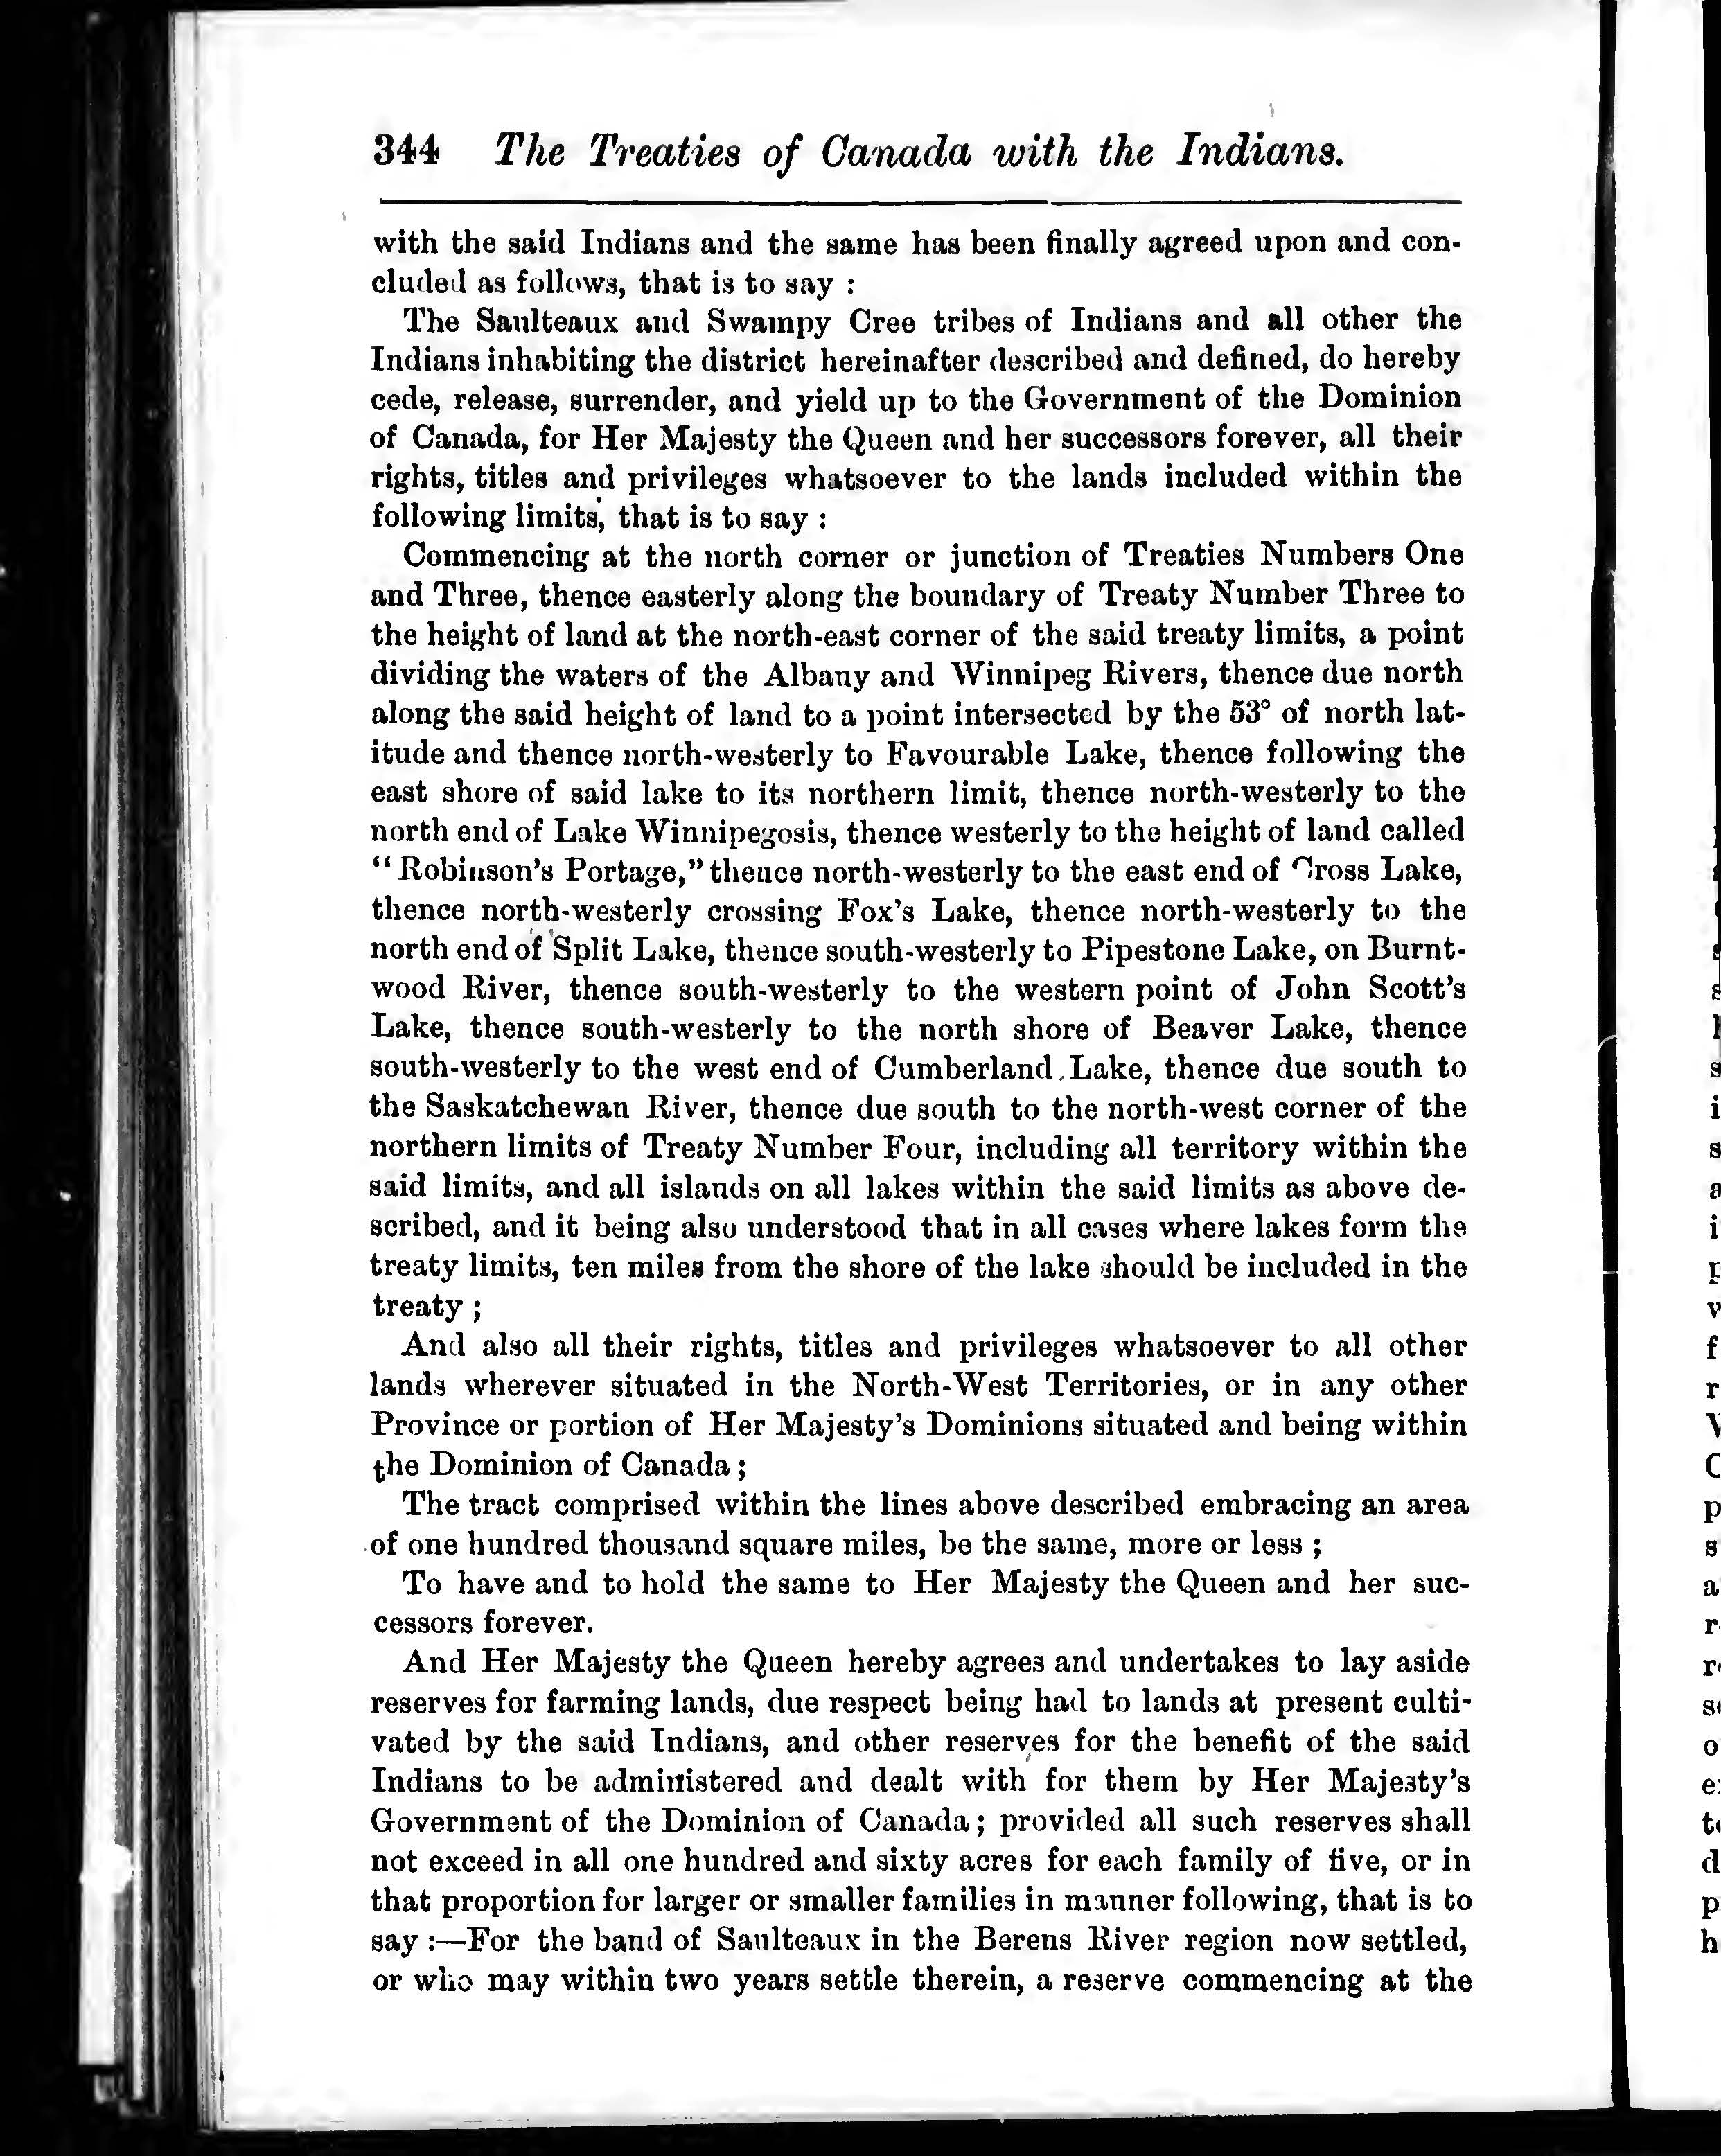 344 The Treaties of Canada with the Indians.
with the said Indians and the same has been finally agreed upon and con-
cluded as follows, that is to say :
The Saulteaux and Swampy Cree tribes of Indians and all other the
Indians inhabiting the district hereinafter described and defined, do hereby
cede, release, surrender, and yield up to the Government of the Dominion
of Canada, for Her Majesty the Queen and her successors forever, all their
rights, titles and privileges whatsoever to the lands included within the
following limits, that is to say :
Commencing at the north corner or junction of Treaties Numbers One
and Three, thence easterly along the boundary of Treaty Number Three to
the height of land at the north-east corner of the said treaty limits, a point
dividing the waters of the Albany and Winnipeg Rivers, thence due north
along the said height of land to a point intersected by the 53° of north lat-
itude and thence north-westerly to Favourable Lake, thence following the
east shore of said lake to its northern limit, thence north-westerly to the
north end of Lake Winnipegosis, thence westerly to the height of land called
“Robinson's Portage,” thence north-westerly to the east end of Cross Lake,
thence north-westerly crossing Fox's Lake, thence north-westerly to the
north end of Split Lake, thence south-westerly to Pipestone Lake, on Burnt-
wood River, thence south-westerly to the western point of John Scott's
Lake, thence south-westerly to the north shore of Beaver Lake, thence
south-westerly to the west end of Cumberland Lake, thence due south to
the Saskatchewan River, thence due south to the north-west corner of the
northern limits of Treaty Number Four, including all territory within the
said limits, and all islands on all lakes within the said limits as above de-
scribed, and it being also understood that in all cases where lakes form the
treaty limits, ten miles from the shore of the lake should be included in the
treaty ;
And also all their rights, titles and privileges whatsoever to all other
lands wherever situated in the North-West Territories, or in any other
Province or portion of Her Majesty's Dominions situated and being within
the Dominion of Canada ;
The tract comprised within the lines above described embracing an area
of one hundred thousand square miles, be the same, more or less ;
To have and to hold the same to Her Majesty the Queen and her suc-
cessors forever.
And Her Majesty the Queen hereby agrees and undertakes to lay aside
reserves for farming lands, due respect being had to lands at present culti-
vated by the said Indians, and other reserves for the benefit of the said
Indians to be administered and dealt with for them by Her Majesty's
Government of the Dominion of Canada ; provided all such reserves shall
not exceed in all one hundred and sixty acres for each family of five, or in
that proportion for larger or smaller families in manner following, that is to
say :—For the band of Saulteaux in the Berens River region now settled,
or who may within two years settle therein, a reserve commencing at the